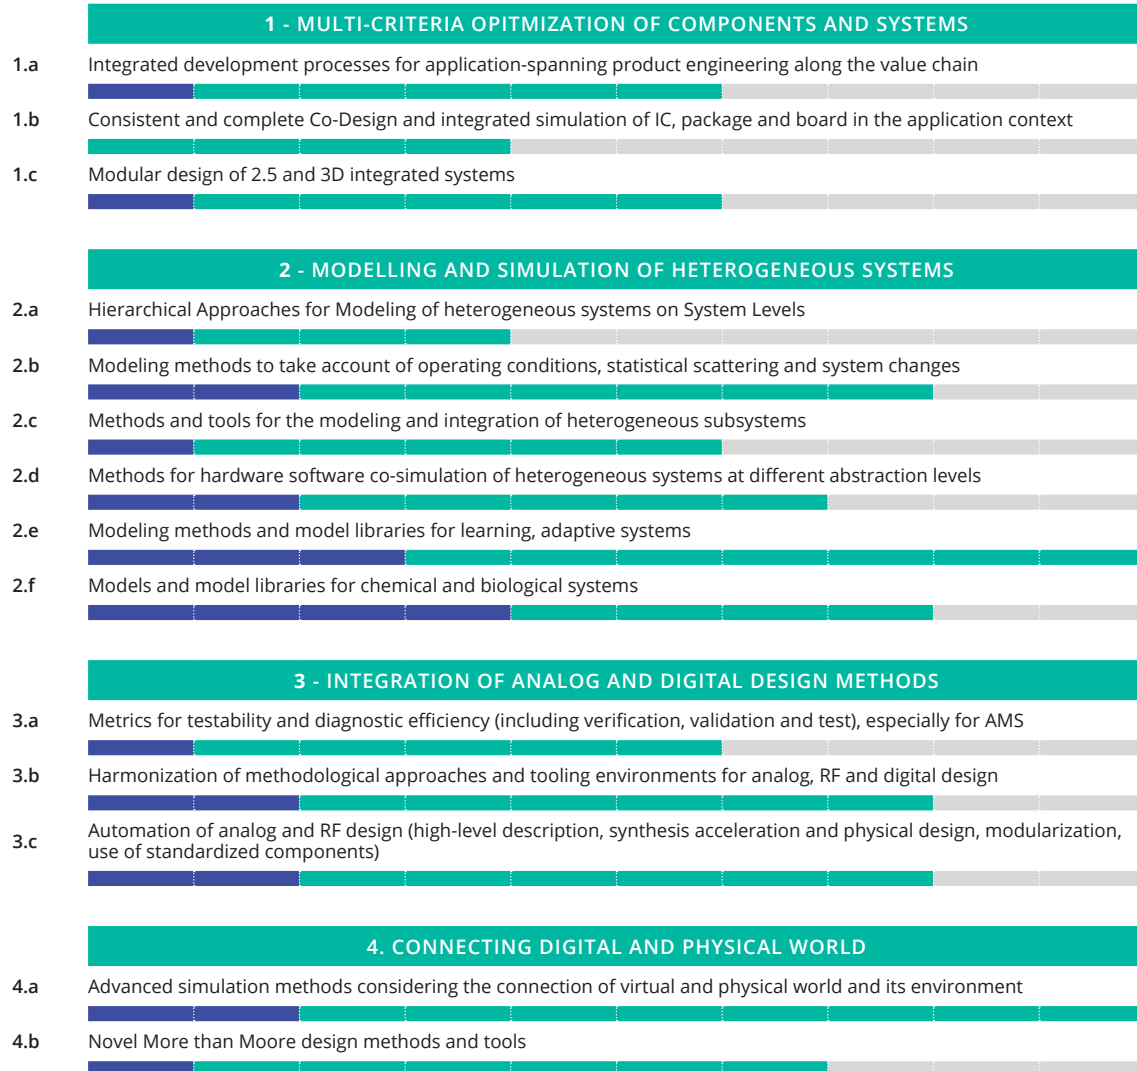 1 - MULTI-CRITERIA OPITMIZATION OF COMPONENTS AND SYSTEMS
1.a Integrated development processes for application-spanning product engineering along the value chain
1.b Consistent and complete Co-Design and integrated simulation of IC, package and board in the application context
1.c Modular design of 2.5 and 3D integrated systems
2 - MODELLING AND SIMULATION OF HETEROGENEOUS SYSTEMS
2.a Hierarchical Approaches for Modeling of heterogeneous systems on System Levels
2.b Modeling methods to take account of operating conditions, statistical scattering and system changes
2.c Methods and tools for the modeling and integration of heterogeneous subsystems
2.d Methods for hardware software co-simulation of heterogeneous systems at different abstraction levels
2.e Modeling methods and model libraries for learning, adaptive systems
2.f Models and model libraries for chemical and biological systems
3 - INTEGRATION OF ANALOG AND DIGITAL DESIGN METHODS
3.a Metrics for testability and diagnostic efficiency (including verification, validation and test), especially for AMS
3.b Harmonization of methodological approaches and tooling environments for analog, RF and digital design
3.c Automation of analog and RF design (high-level description, synthesis acceleration and physical design, modularization,
use of standardized components)
4. CONNECTING DIGITAL AND PHYSICAL WORLD
4.a Advanced simulation methods considering the connection of virtual and physical world and its environment
4.b Novel More than Moore design methods and tools